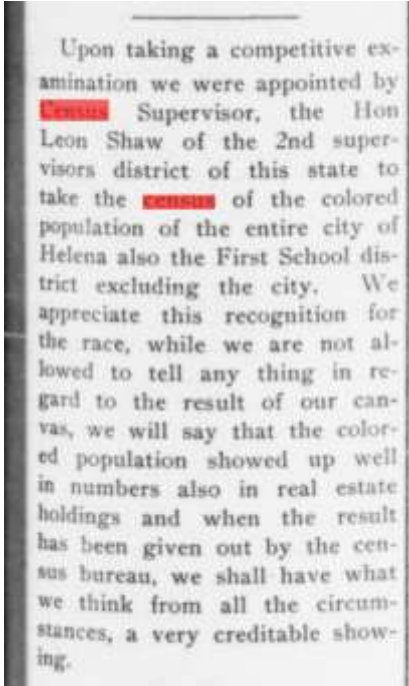 Upon taking a competitive ex-
amination we were appointed by
Census Supervisor, the Hon
Leon Shaw of the 2nd super-
visors district of this state to
take the census of the colored
population of the entire city of
Helena also the First School dis-
trict excluding the city. We
appreciate this recognition for
the race, while we are not al-
lowed to tell any thing in re-
gard to the result of our can-
vas, we will say that the color-
ed population showed up well
in numbers also in real estate
holdings and when the result
has been given out by the cen-
sus bureau, we shall have what
we think from all the circum-
stances, a very creditable show-
ing.